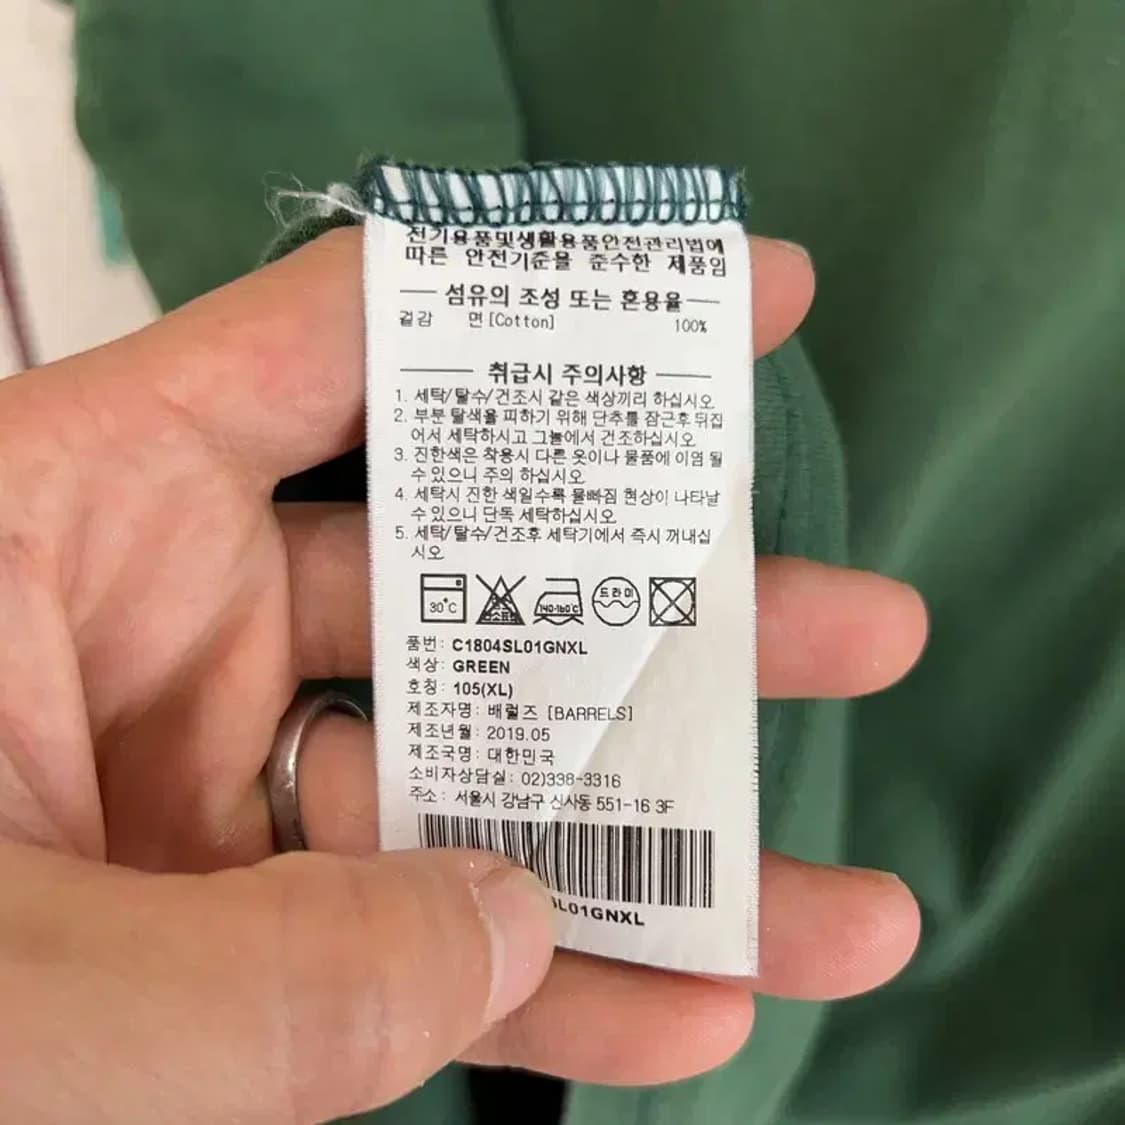 전기용품및생활용품안전관리법에
따른 안전기준을 준수한 제품임
섬유의 조성 또는 혼용율
겉감 면[Cotton] 100%
취급시 주의사항
1. 세탁/탈수/건조시 같은 색상끼리 하십시오
2. 부분 탈색을 피하기 위해 단추를 잠근후 뒤집
어서 세탁하시고 그늘에서 건조하십시오
3. 진한색은 착용시 다른 옷이나 물품에 이염 될
수 있으니 주의 하십시오
4. 세탁시 진한 색일수록 물빠짐 현상이 나타날
수 있으니 단독 세탁하십시오
5. 세탁/탈수/건조후 세탁기에서 즉시 꺼내십
시오
30°C 140-160°C 드라이
품번: C1804SL01GNXL
색상: GREEN
호칭: 105(XL)
제조자명: 배럴즈 [BARRELS]
제조년월: 2019.05
제조국명: 대한민국
소비자상담실: 02)338-3316
주소: 서울시 강남구 신사동 551-16 3F
SL01GNXL